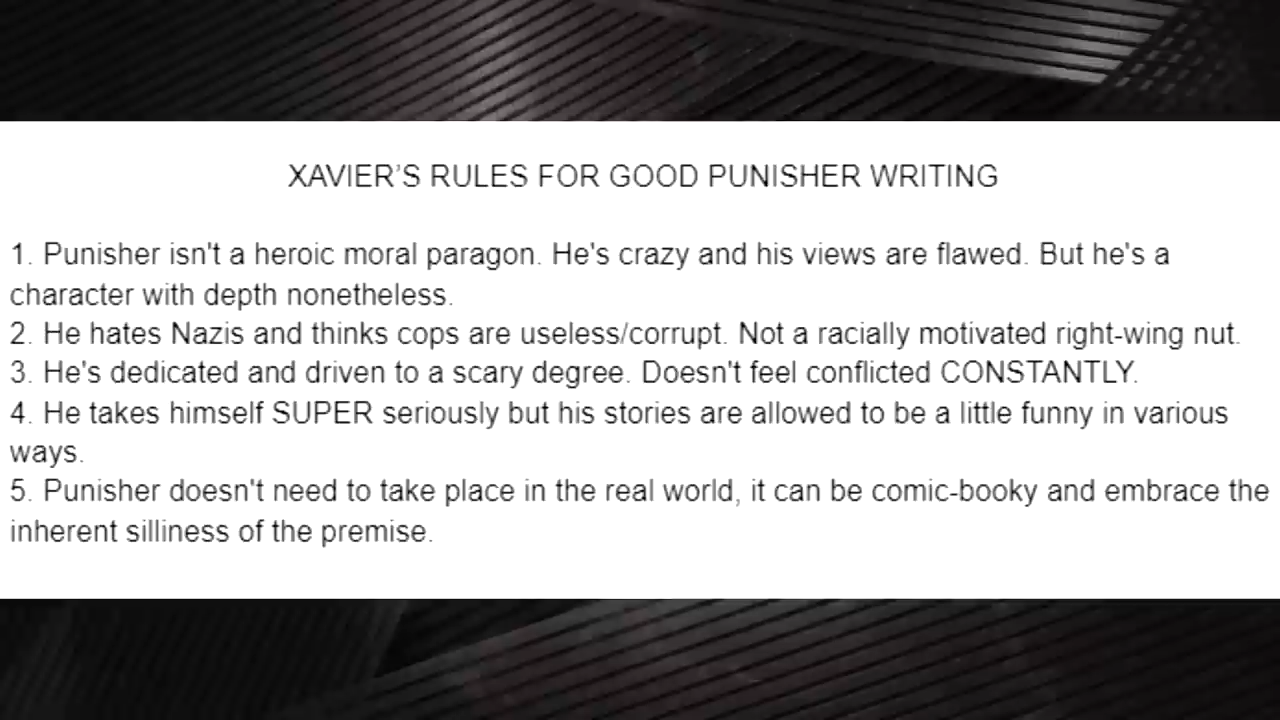 XAVIER’S RULES FOR GOOD PUNISHER WRITING
1. Punisher isn't a heroic moral paragon. He's crazy and his views are flawed. But he's a
character with depth nonetheless.
2. He hates Nazis and thinks cops are useless/corrupt. Not a racially motivated right-wing nut.
3. He's dedicated and driven to a scary degree. Doesn't feel conflicted CONSTANTLY.
4. He takes himself SUPER seriously but his stories are allowed to be a little funny in various
ways.
5. Punisher doesn't need to take place in the real world, it can be comic-booky and embrace the
inherent silliness of the premise.